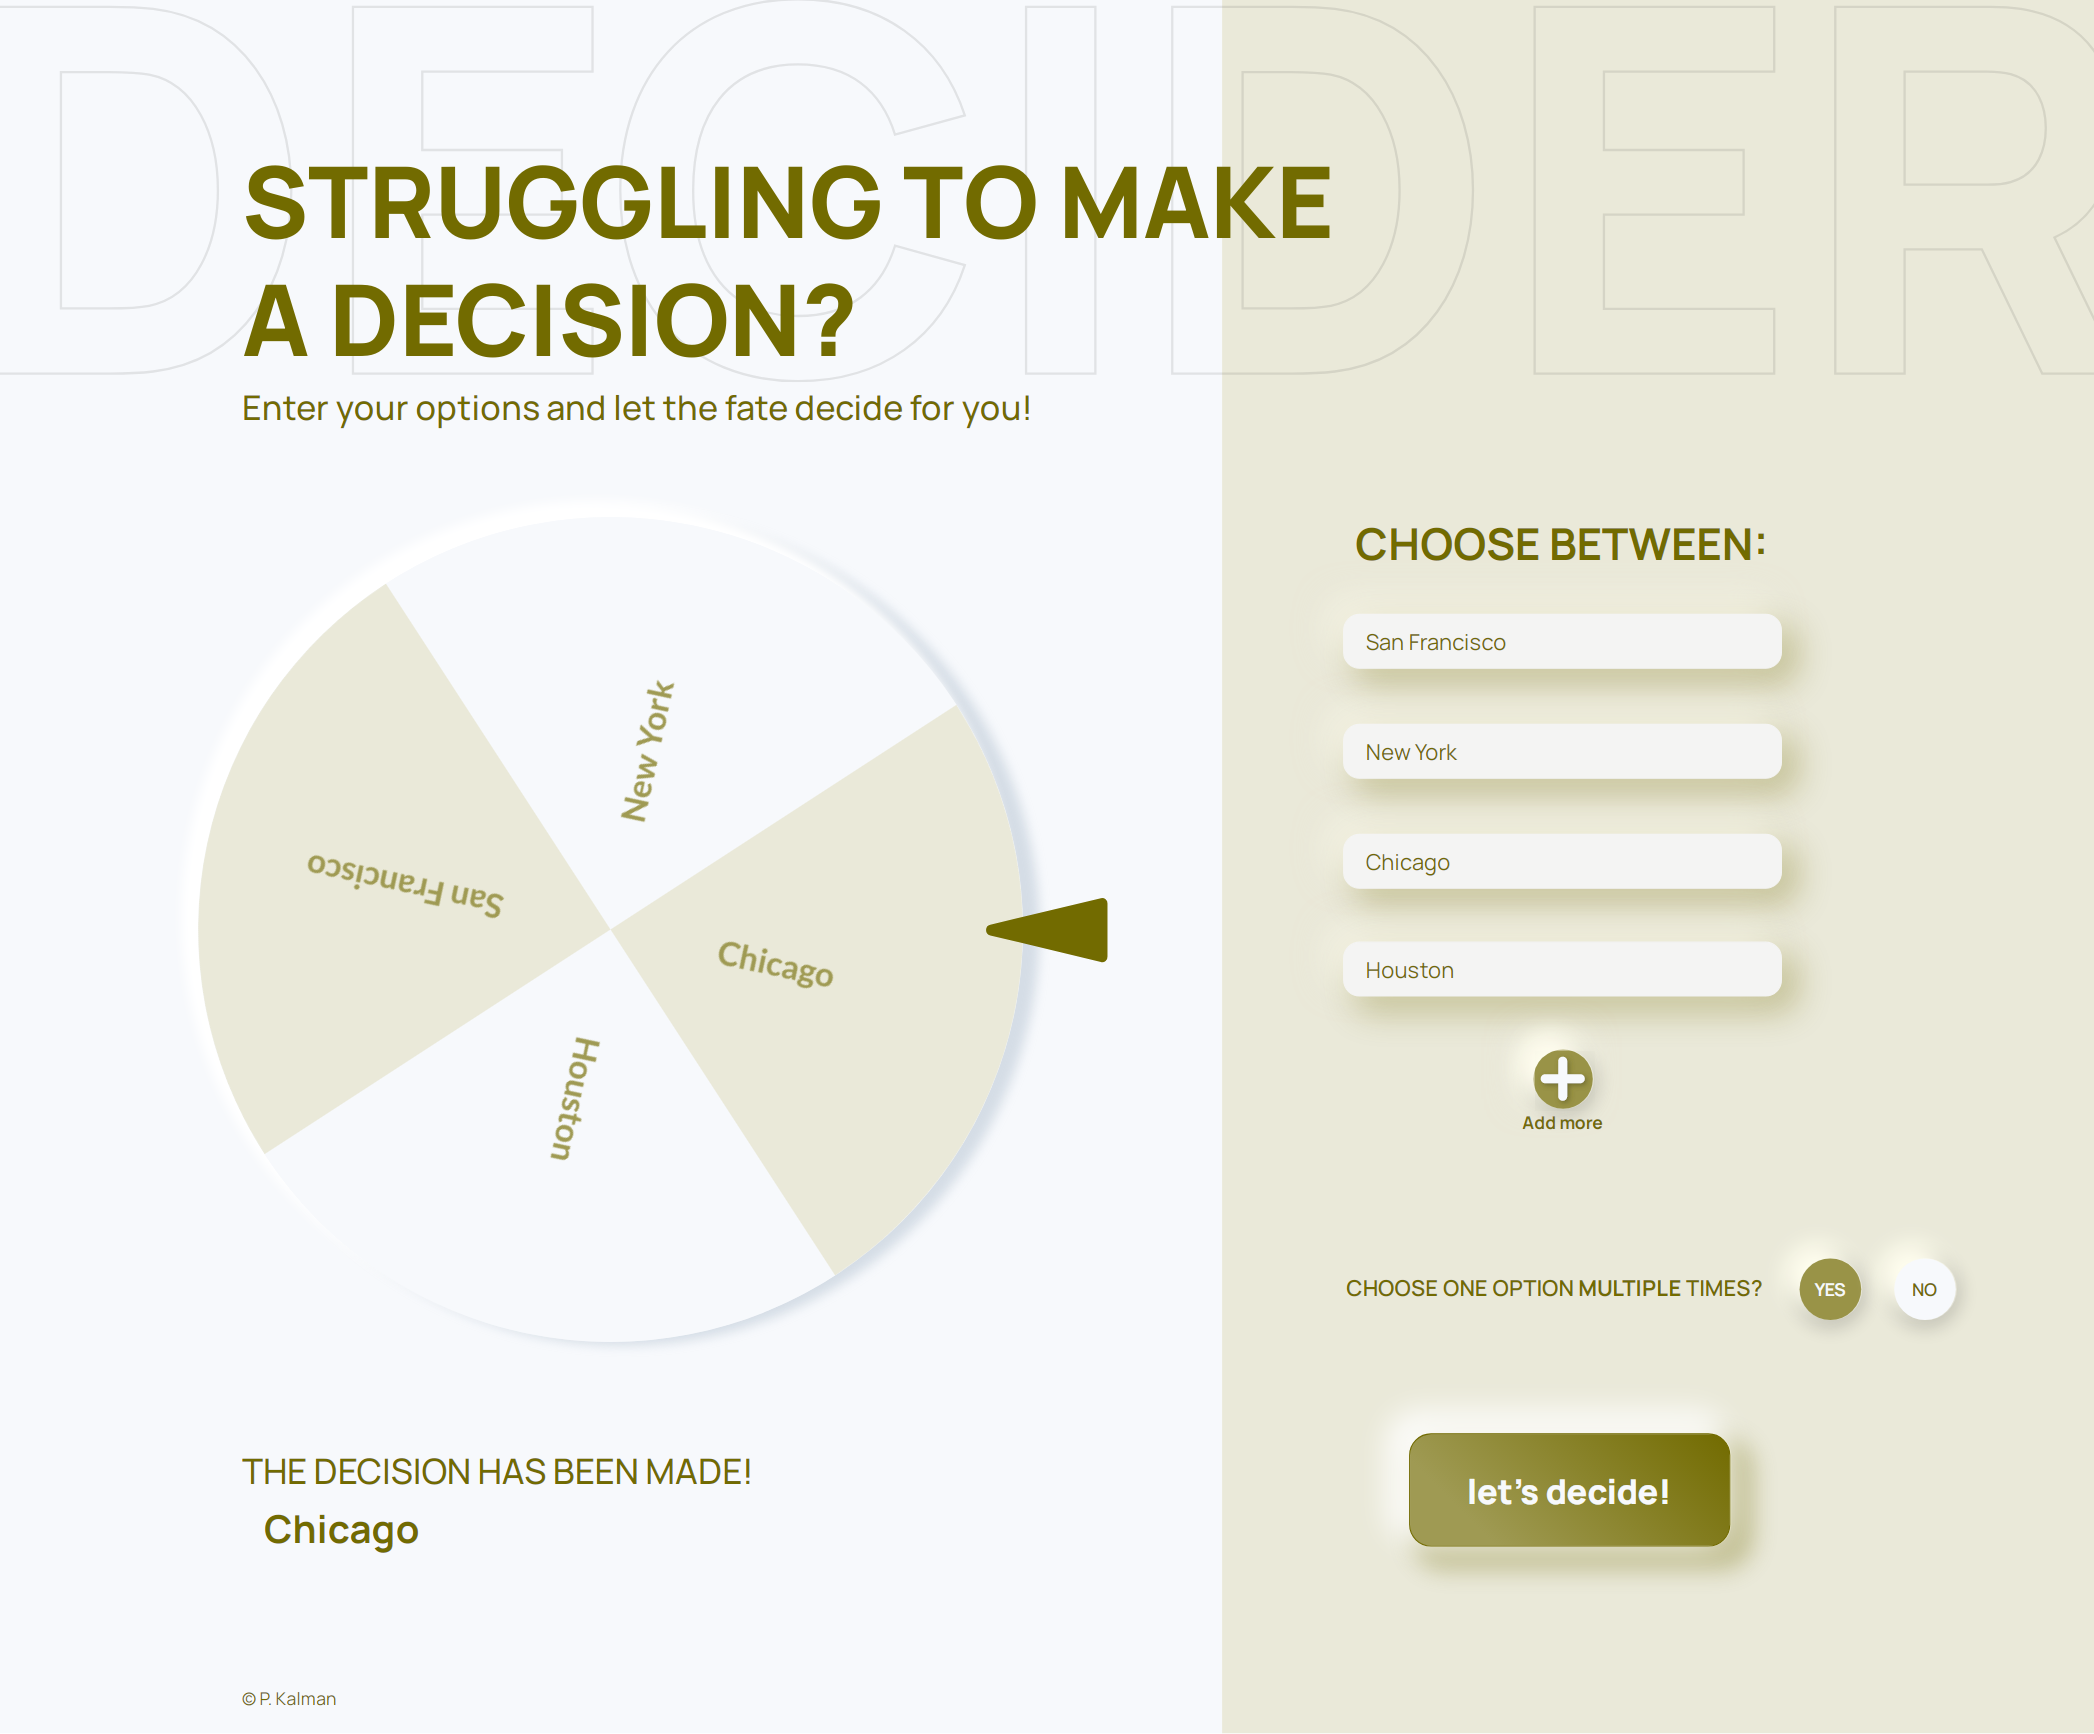 DECIDER
STRUGGLING TO MAKE
A DECISION?
Enter your options and let the fate decide for you!
New York
San Francisco
Chicago
Houston
THE DECISION HAS BEEN MADE!
Chicago
© P. Kalman
CHOOSE BETWEEN:
San Francisco
New York
Chicago
Houston
Add more
CHOOSE ONE OPTION MULTIPLE TIMES? YES NO
let's decide!